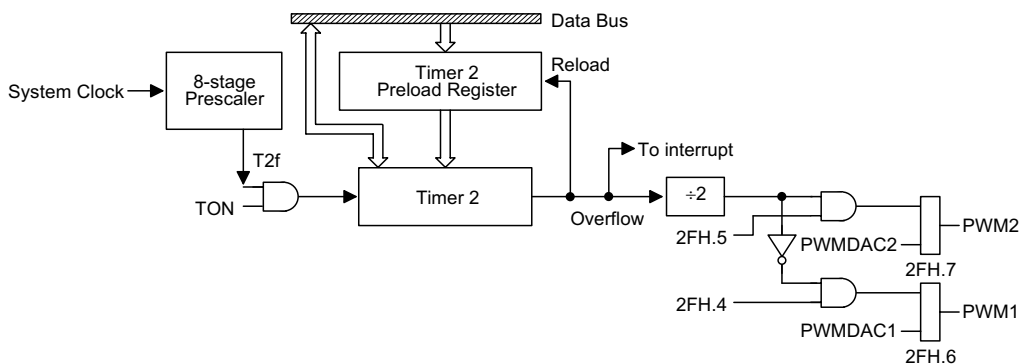 Data Bus
System Clock
8-stage
Prescaler
Timer 2
Preload Register
Reload
T2f
TON
Timer 2
To interrupt
Overflow
÷2
2FH.5
PWMDAC2
PWM2
2FH.7
2FH.4
PWMDAC1
PWM1
2FH.6